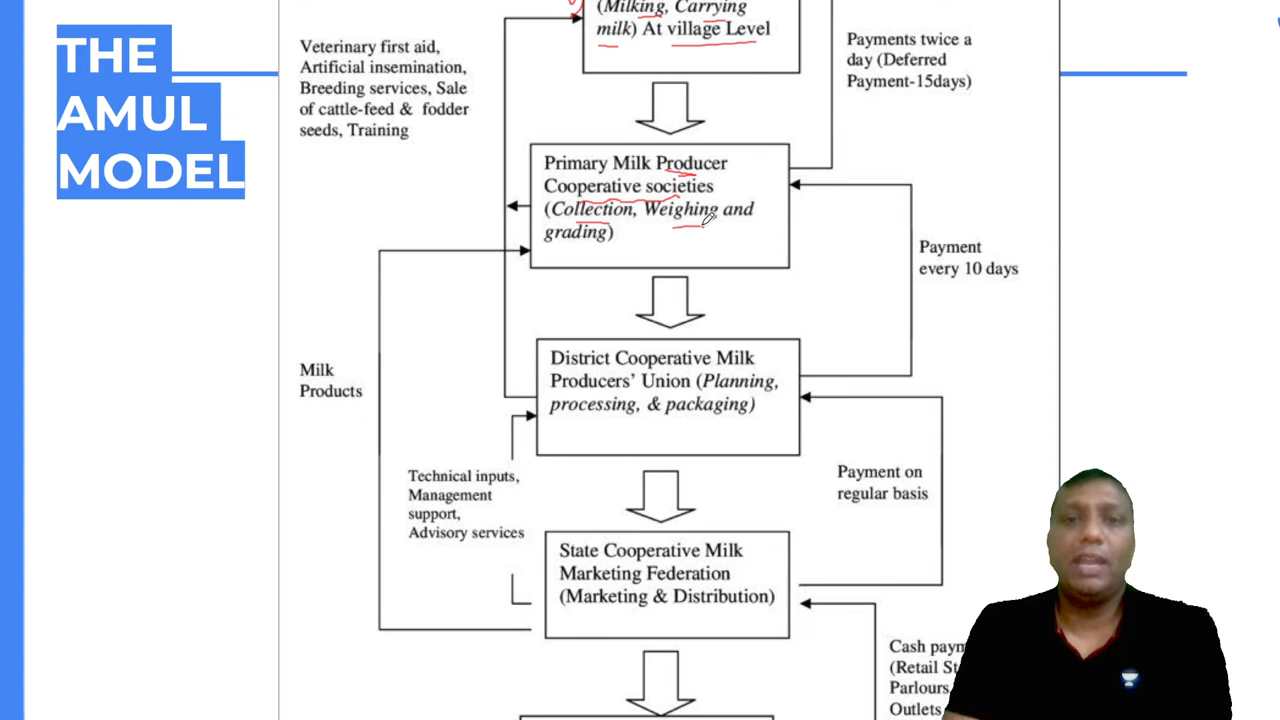 THE
AMUL
MODEL
(Milking, Carrying
milk) At village Level
Veterinary first aid,
Artificial insemination,
Breeding services, Sale
of cattle-feed & fodder
seeds, Training
Payments twice a
day (Deferred
Payment-15days)
Primary Milk Producer
Cooperative societies
(Collection, Weighing and
grading)
Payment
every 10 days
District Cooperative Milk
Producers' Union (Planning,
processing, & packaging)
Milk
Products
Technical inputs,
Management
support,
Advisory services
Payment on
regular basis
State Cooperative Milk
Marketing Federation
(Marketing & Distribution)
Cash
(Retail
Parlours,
Outlets